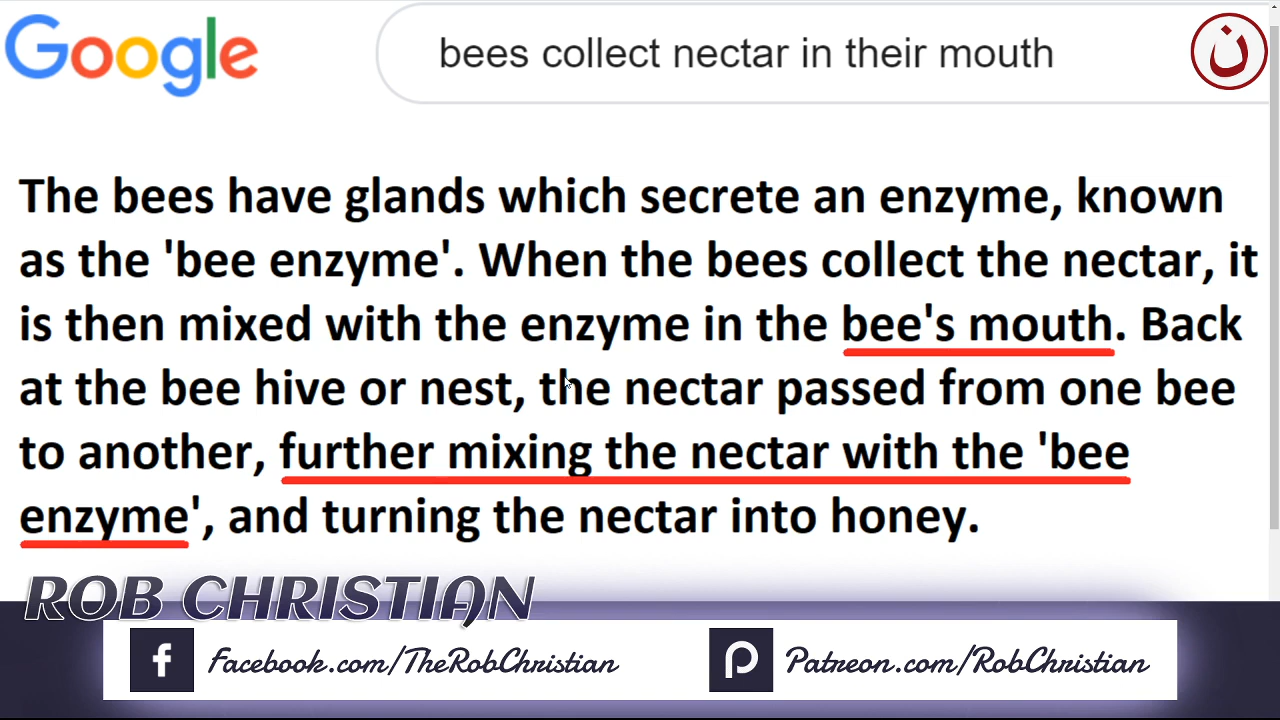 Google
bees collect nectar in their mouth
ن
The bees have glands which secrete an enzyme, known
as the 'bee enzyme'. When the bees collect the nectar, it
is then mixed with the enzyme in the bee's mouth. Back
at the bee hive or nest, the nectar passed from one bee
to another, further mixing the nectar with the 'bee
enzyme', and turning the nectar into honey.
ROB CHRISTIAN
Facebook.com/TheRobChristian
Patreon.com/RobChristian